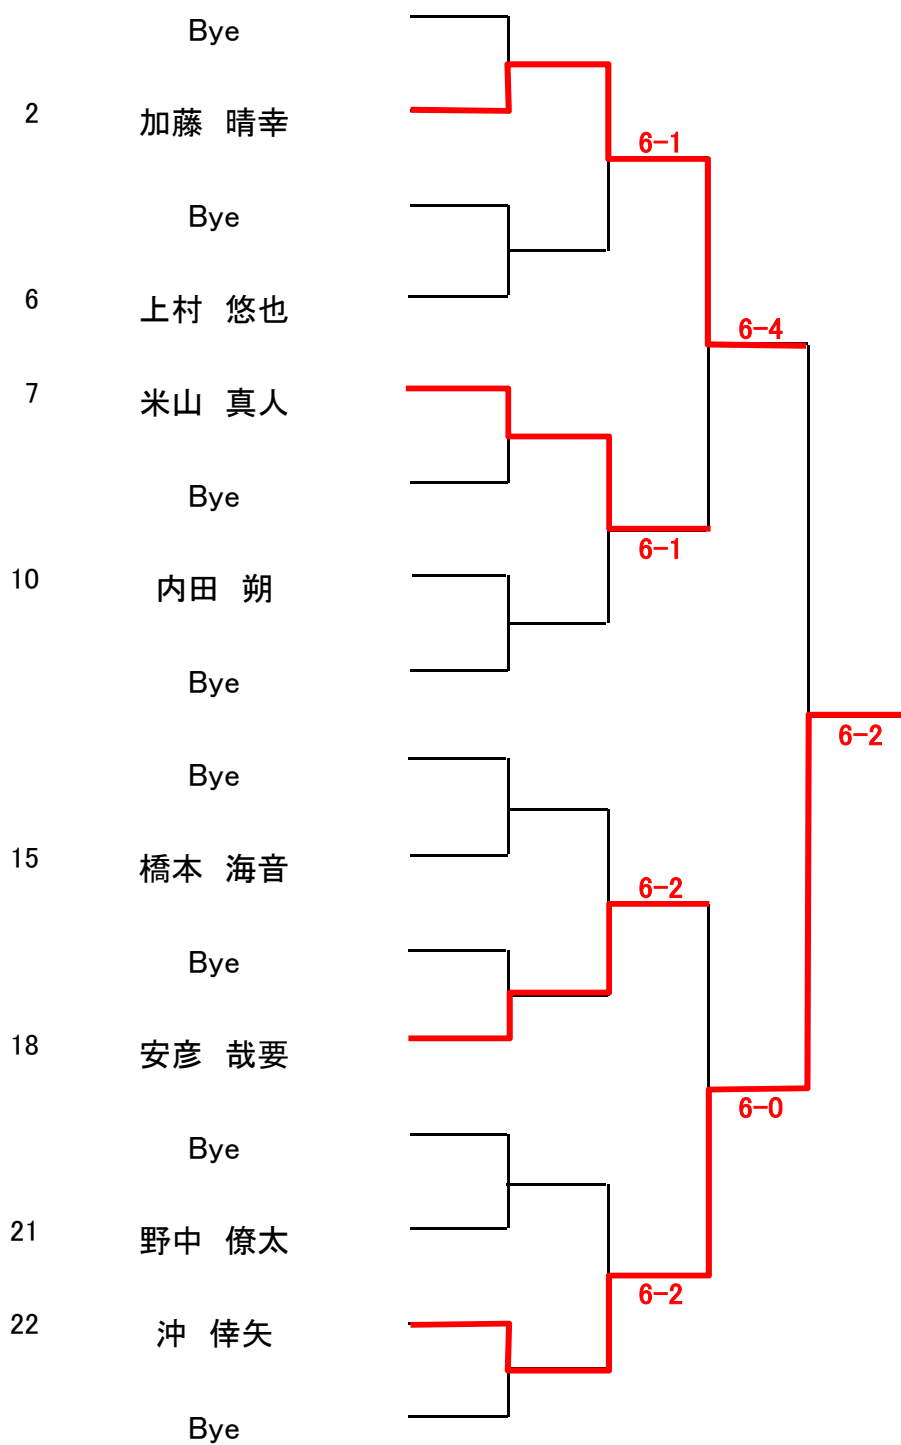 Bye
2 加藤 晴幸
6-1
Bye
6 上村 悠也
6-4
7 米山 真人
Bye
6-1
10 内田 朔
Bye
6-2
Bye
15 橋本 海音
6-2
Bye
18 安彦 哉要
6-0
Bye
21 野中 僚太
6-2
22 沖 倖矢
Bye